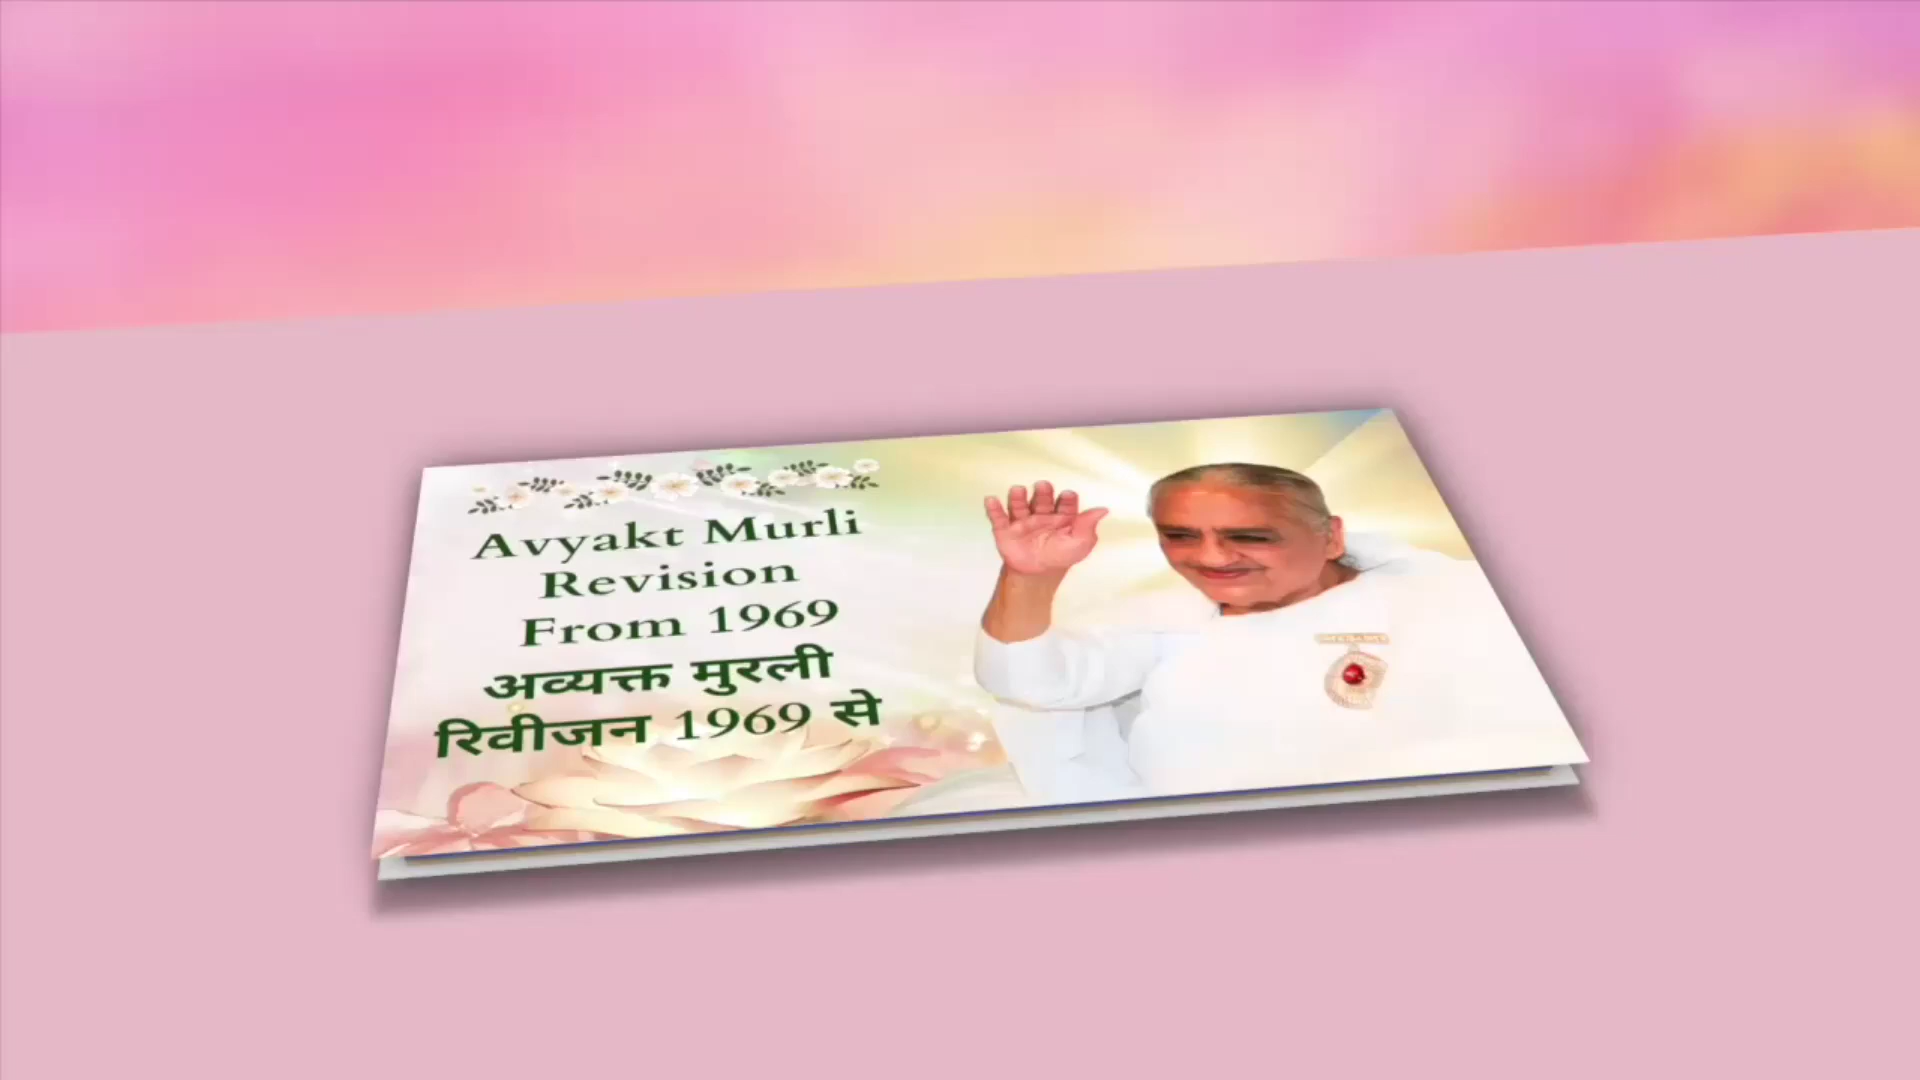 Avyakt Murli
Revision
From 1969
अव्यक्त मुरली
रिवीजन 1969 से